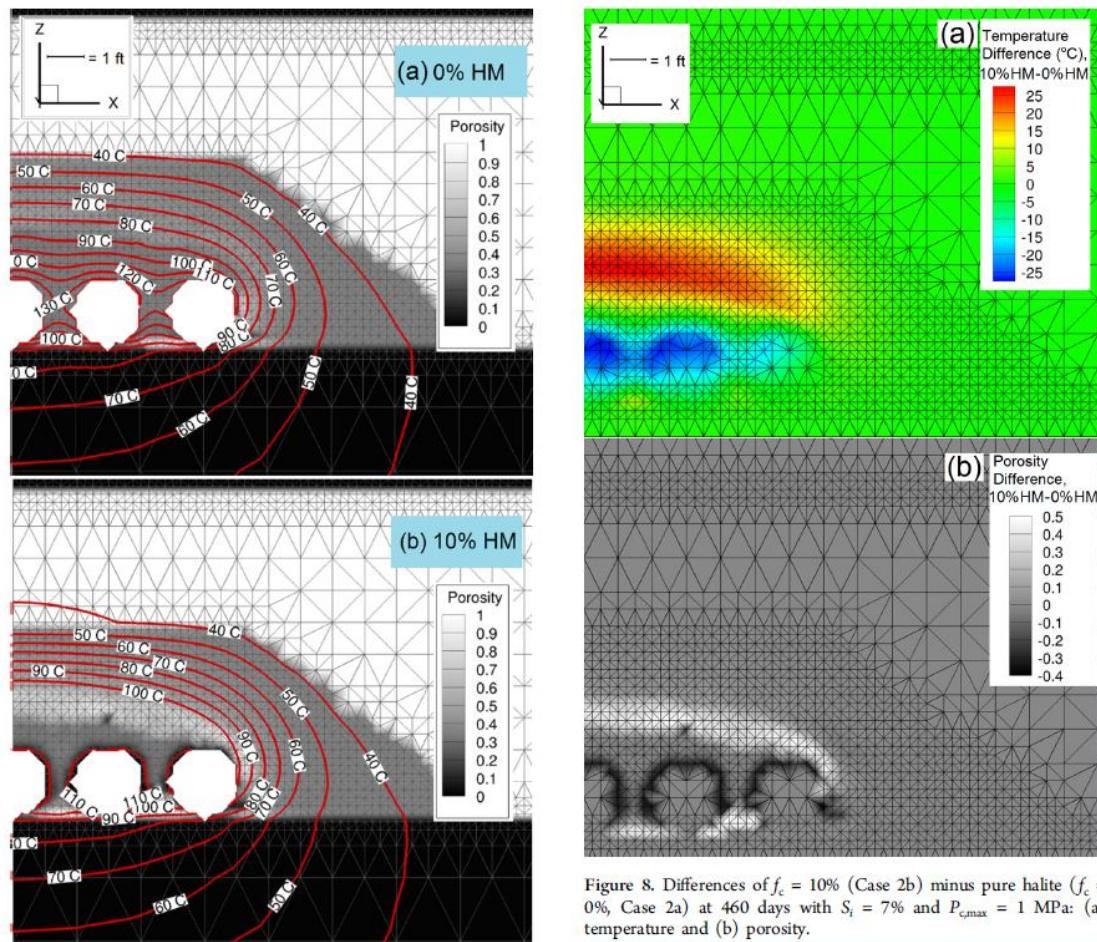 Z
= 1 ft
X
(a) 0% HM
Porosity
1
0.9
0.8
0.7
0.6
0.5
0.4
0.3
0.2
0.1
0
40 C
50 C
60 C
70 C
80 C
90 C
100 C
110 C
120 C
130 C
100 C
90 C
80 C
70 C
60 C
50 C
40 C
50 C
60 C
70 C
40 C
(b) 10% HM
Porosity
1
0.9
0.8
0.7
0.6
0.5
0.4
0.3
0.2
0.1
0
40 C
50 C
60 C
70 C
80 C
90 C
100 C
90 C
50 C
60 C
40 C
110 C
110 C
100 C
90 C
80 C
70 C
70 C
60 C
50 C
40 C
Z
= 1 ft
X
(a)
Temperature
Difference (°C),
10%HM-0%HM
25
20
15
10
5
0
-5
-10
-15
-20
-25
(b)
Porosity
Difference,
10%HM-0%HM
0.5
0.4
0.3
0.2
0.1
0
-0.1
-0.2
-0.3
-0.4
Figure 8. Differences of fc = 10% (Case 2b) minus pure halite (fc =
0%, Case 2a) at 460 days with Si = 7% and Pc,max = 1 MPa: (a
temperature and (b) porosity.